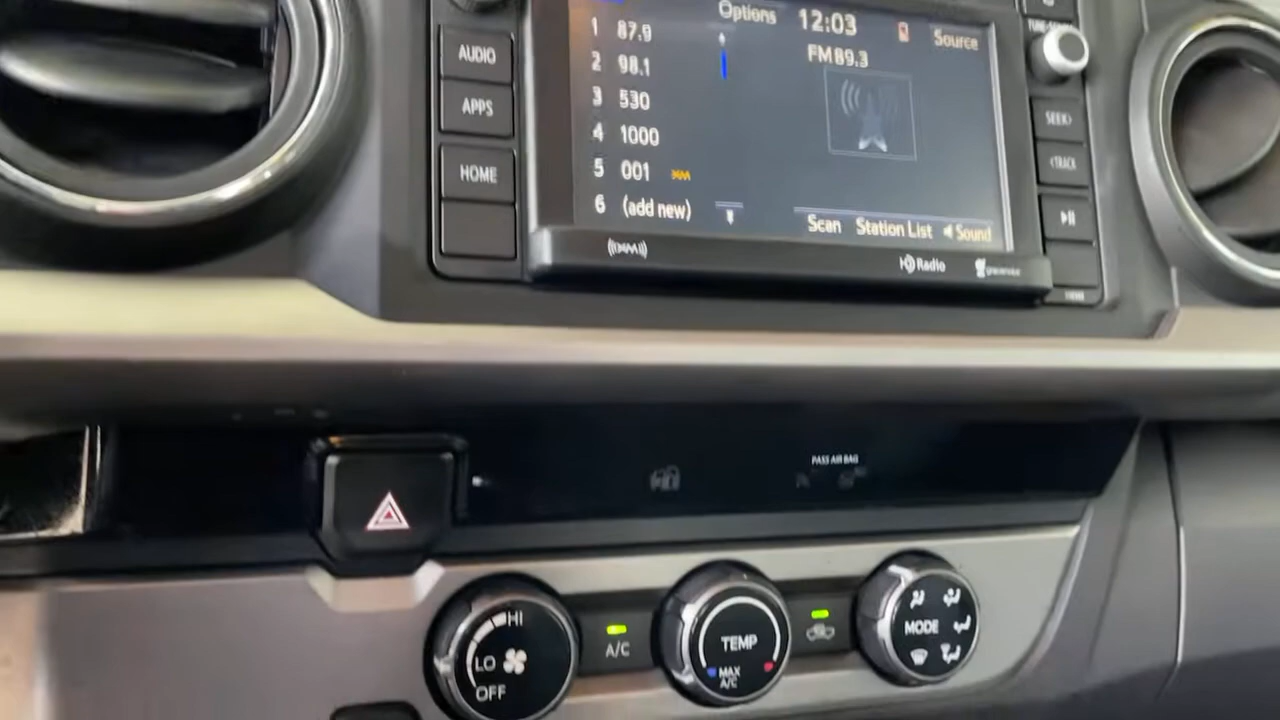 AUDIO
APPS
HOME
Options 12:03 Source
1 87.9
2 98.1
3 530
4 1000
5 001 XM
6 (add new)
FM 89.3
Scan Station List Sound
((XM))
HD Radio
SEEK>
<TRACK
PASS AIR BAG
HI
LO
OFF
A/C
TEMP
MAX
A/C
MODE